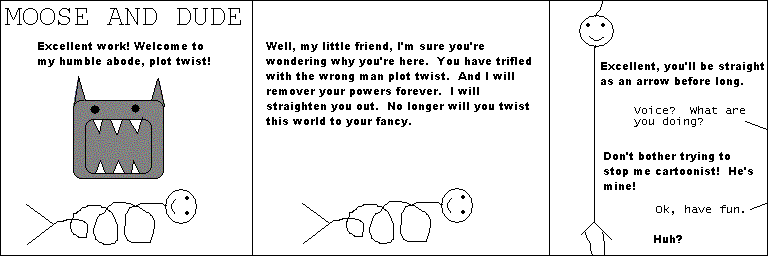 MOOSE AND DUDE
Excellent work! Welcome to
my humble abode, plot twist!
Well, my little friend, I'm sure you're
wondering why you're here.  You have trifled
with the wrong man plot twist.  And I will
remover your powers forever.  I will
straighten you out.  No longer will you twist
this world to your fancy.
Excellent, you'll be straight
as an arrow before long.
Voice?  What are
you doing?
Don't bother trying to
stop me cartoonist!  He's
mine!
Ok, have fun.
Huh?